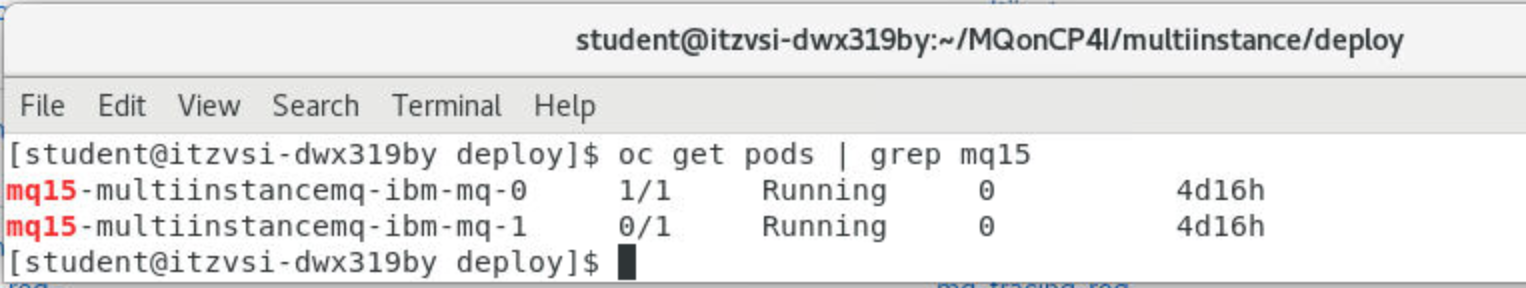 student@itzvsi-dwx319by:~/MQonCP4I/multiinstance/deploy
File Edit View Search Terminal Help
[student@itzvsi-dwx319by deploy]$ oc get pods | grep mq15
mq15-multiinstancemq-ibm-mq-0 1/1 Running 0 4d16h
mq15-multiinstancemq-ibm-mq-1 0/1 Running 0 4d16h
[student@itzvsi-dwx319by deploy]$